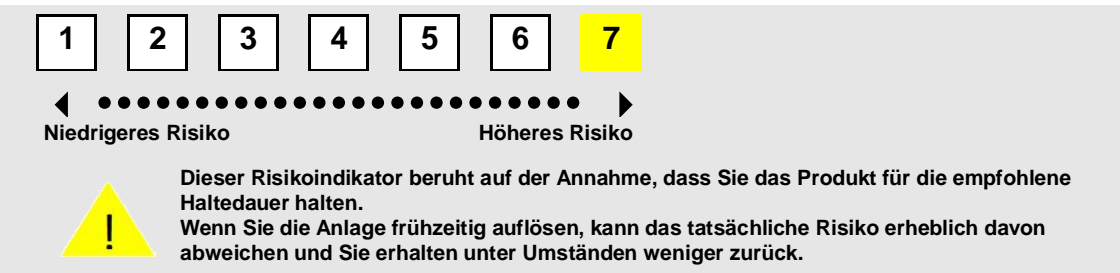 1 2 3 4 5 6 7
Niedrigeres Risiko Höheres Risiko
Dieser Risikoindikator beruht auf der Annahme, dass Sie das Produkt für die empfohlene
Haltedauer halten.
Wenn Sie die Anlage frühzeitig auflösen, kann das tatsächliche Risiko erheblich davon
abweichen und Sie erhalten unter Umständen weniger zurück.
!